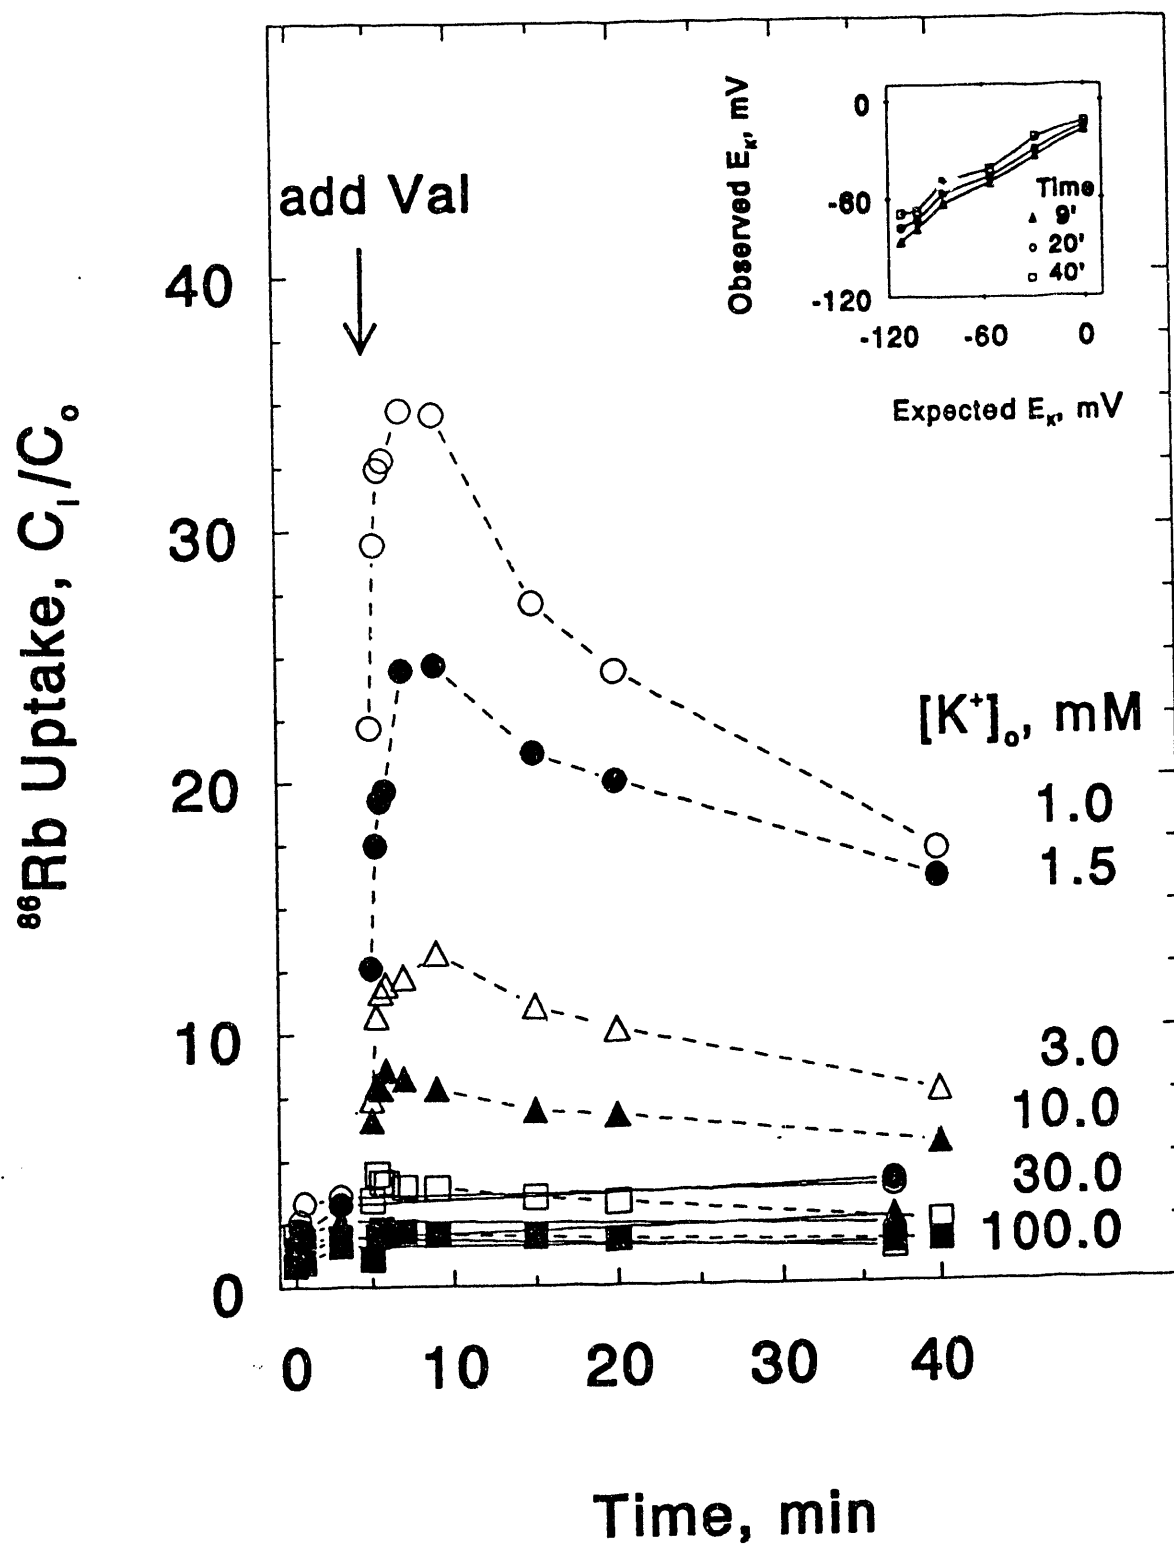 add Val
Observed Eₖ, mV
0
-60
-120
-120 -60 0
Expected Eₖ, mV
Time
9'
20'
40'
⁸⁶Rb Uptake, Cᵢ/Cₒ
40
30
20
10
0
[K⁺]ₒ, mM
1.0
1.5
3.0
10.0
30.0
100.0
0 10 20 30 40
Time, min